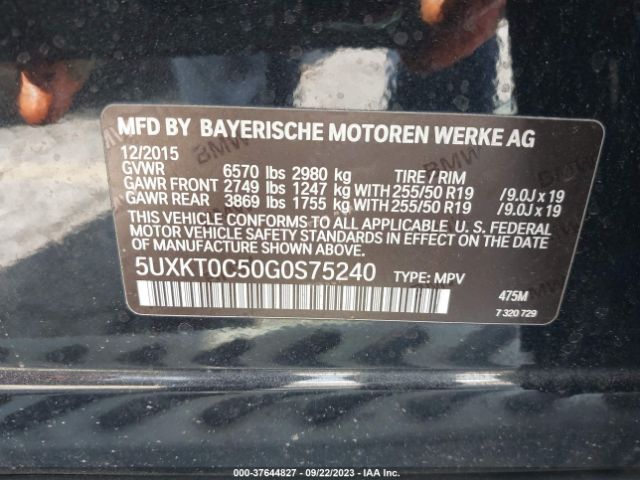 MFD BY BAYERISCHE MOTOREN WERKE AG
12/2015
GVWR 6570 lbs 2980 kg TIRE / RIM
GAWR FRONT 2749 lbs 1247 kg WITH 255/50 R19 /9.0J x 19
GAWR REAR 3869 lbs 1755 kg WITH 255/50 R19 /9.0J x 19
THIS VEHICLE CONFORMS TO ALL APPLICABLE U. S. FEDERAL
MOTOR VEHICLE SAFETY STANDARDS IN EFFECT ON THE DATE OF
MANUFACTURE SHOWN ABOVE.
5UXKT0C50G0S75240 TYPE: MPV
475M
7 320 729
000-37644827 - 09/22/2023 - IAA Inc.